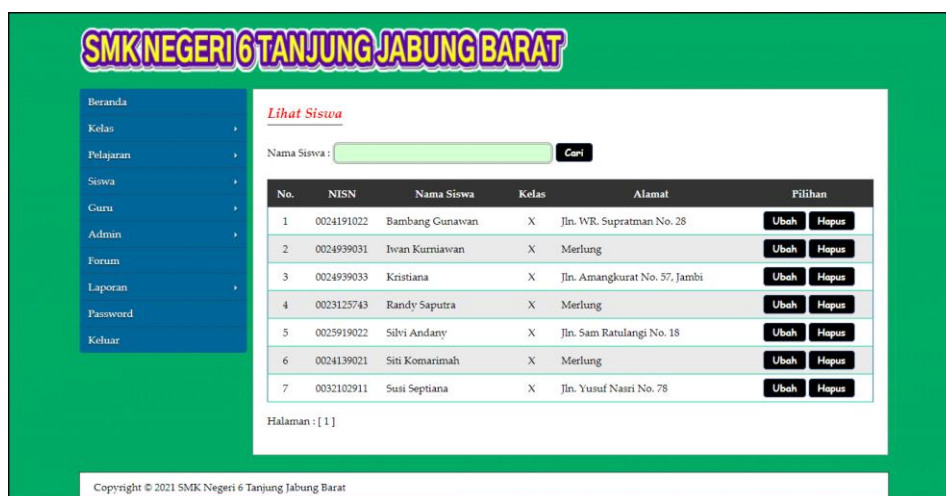 SMK NEGERI 6 TANJUNG JABUNG BARAT
Beranda
Kelas
Pelajaran
Siswa
Guru
Admin
Forum
Laporan
Password
Keluar
Lihat Siswa
Nama Siswa : Cari
No. NISN Nama Siswa Kelas Alamat Pilihan
1 0024191022 Bambang Gunawan X Jln. WR. Supratman No. 28 Ubah Hapus
2 0024939031 Iwan Kurniawan X Merlung Ubah Hapus
3 0024939033 Kristiana X Jln. Amangkurat No. 57, Jambi Ubah Hapus
4 0023125743 Randy Saputra X Merlung Ubah Hapus
5 0025919022 Silvi Andany X Jln. Sam Ratulangi No. 18 Ubah Hapus
6 0024139021 Siti Komarimah X Merlung Ubah Hapus
7 0032102911 Susi Septiana X Jln. Yusuf Nasri No. 78 Ubah Hapus
Halaman : [ 1 ]
Copyright © 2021 SMK Negeri 6 Tanjung Jabung Barat